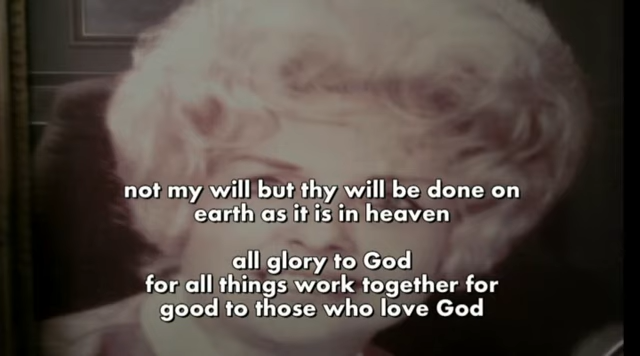 not my will but thy will be done on
earth as it is in heaven
all glory to God
for all things work together for
good to those who love God